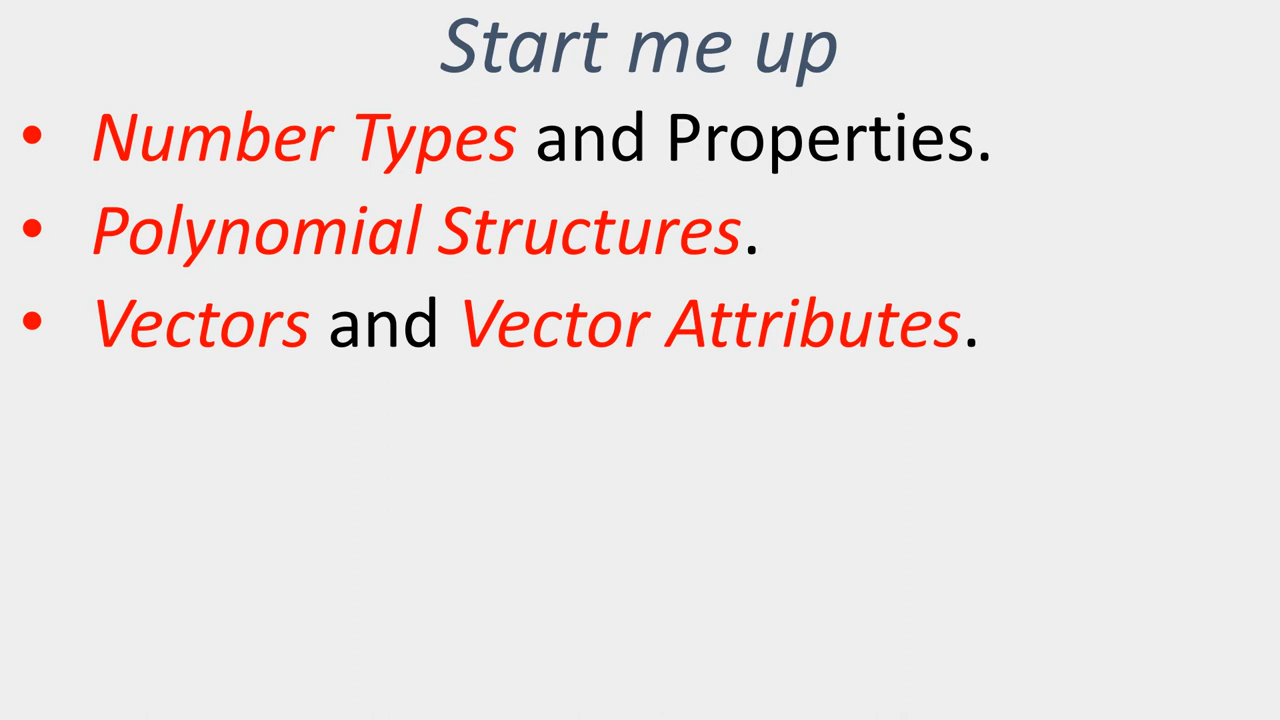 Start me up
• Number Types and Properties.
• Polynomial Structures.
• Vectors and Vector Attributes.